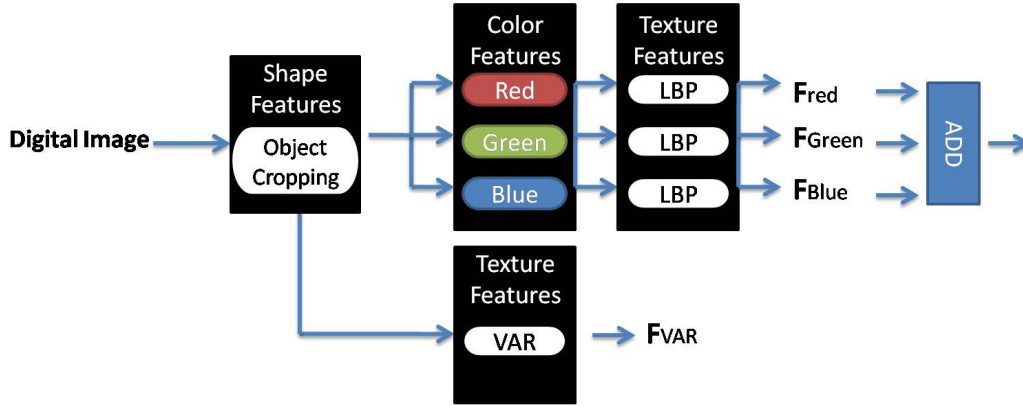 Digital Image
Shape
Features
Object
Cropping
Color
Features
Red
Green
Blue
Texture
Features
LBP
LBP
LBP
Fred
FGreen
FBlue
ADD
Texture
Features
VAR
FVAR